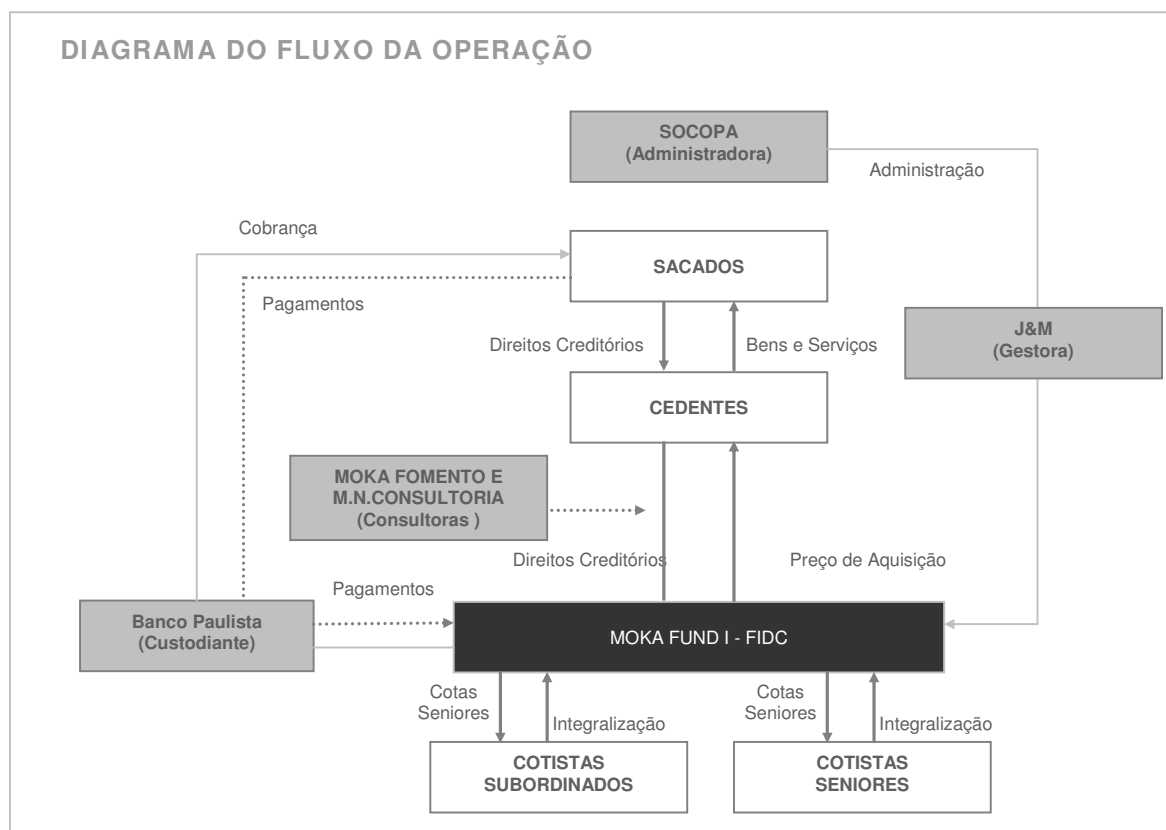 DIAGRAMA DO FLUXO DA OPERAÇÃO
SOCOPA
(Administradora)
Administração
Cobrança
SACADOS
Pagamentos
Direitos Creditórios
Bens e Serviços
J&M
(Gestora)
CEDENTES
MOKA FOMENTO E
M.N.CONSULTORIA
(Consultoras )
Direitos Creditórios
Preço de Aquisição
Pagamentos
Banco Paulista
(Custodiante)
MOKA FUND I - FIDC
Cotas
Seniores
Integralização
Cotas
Seniores
Integralização
COTISTAS
SUBORDINADOS
COTISTAS
SENIORES